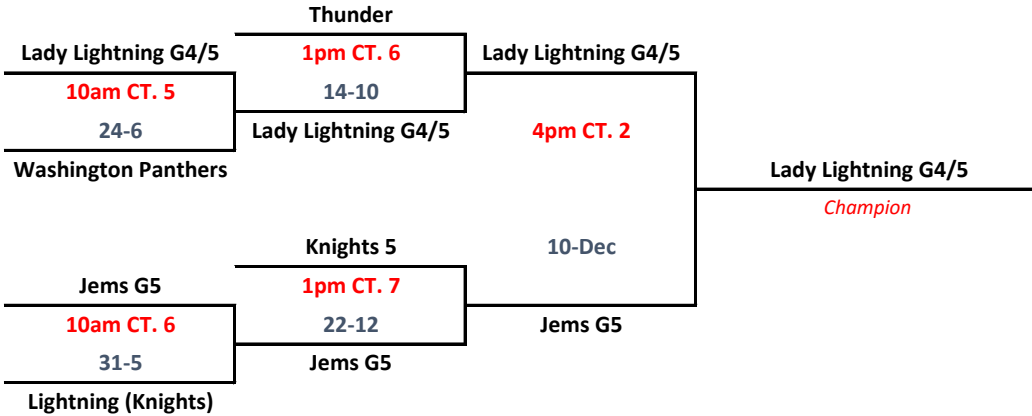 Thunder
Lady Lightning G4/5
1pm CT. 6
Lady Lightning G4/5
10am CT. 5
14-10
24-6
Lady Lightning G4/5
4pm CT. 2
Washington Panthers
Lady Lightning G4/5
Champion
Knights 5
10-Dec
Jems G5
1pm CT. 7
10am CT. 6
22-12
Jems G5
31-5
Jems G5
Lightning (Knights)